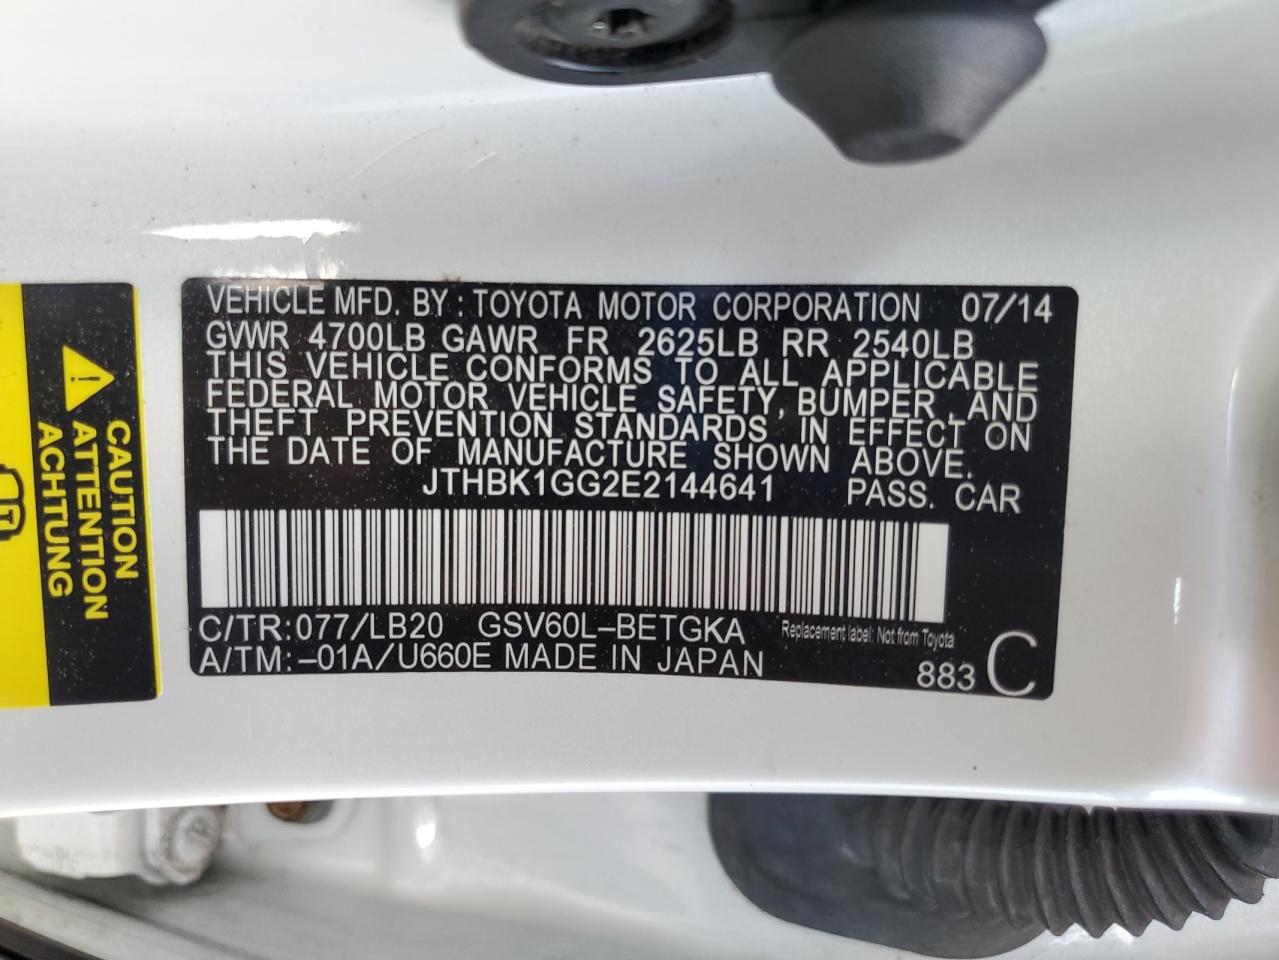 VEHICLE MFD. BY : TOYOTA MOTOR CORPORATION 07/14
GVWR 4700LB GAWR FR 2625LB RR 2540LB
THIS VEHICLE CONFORMS TO ALL APPLICABLE
FEDERAL MOTOR VEHICLE SAFETY, BUMPER, AND
THEFT PREVENTION STANDARDS IN EFFECT ON
THE DATE OF MANUFACTURE SHOWN ABOVE.
JTHBK1GG2E2144641 PASS. CAR
C/TR:077/LB20 GSV60L-BETGKA Replacement label: Not from Toyota
A/TM:-01A/U660E MADE IN JAPAN 883 C
CAUTION
ATTENTION
ACHTUNG